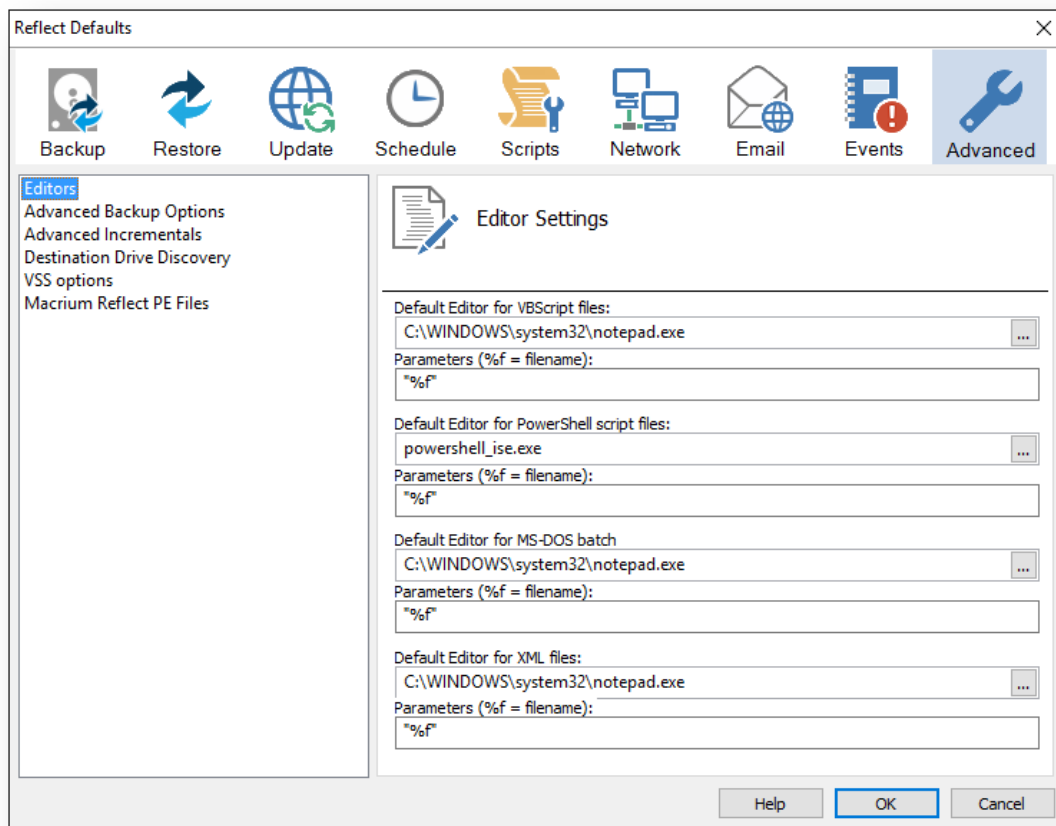 Reflect Defaults
Backup Restore Update Schedule Scripts Network Email Events Advanced
Editors
Advanced Backup Options
Advanced Incrementals
Destination Drive Discovery
VSS options
Macrium Reflect PE Files
Editor Settings
Default Editor for VBScript files:
C:\WINDOWS\system32\notepad.exe ...
Parameters (%f = filename):
"%f"
Default Editor for PowerShell script files:
powershell_ise.exe ...
Parameters (%f = filename):
"%f"
Default Editor for MS-DOS batch
C:\WINDOWS\system32\notepad.exe ...
Parameters (%f = filename):
"%f"
Default Editor for XML files:
C:\WINDOWS\system32\notepad.exe ...
Parameters (%f = filename):
"%f"
Help OK Cancel